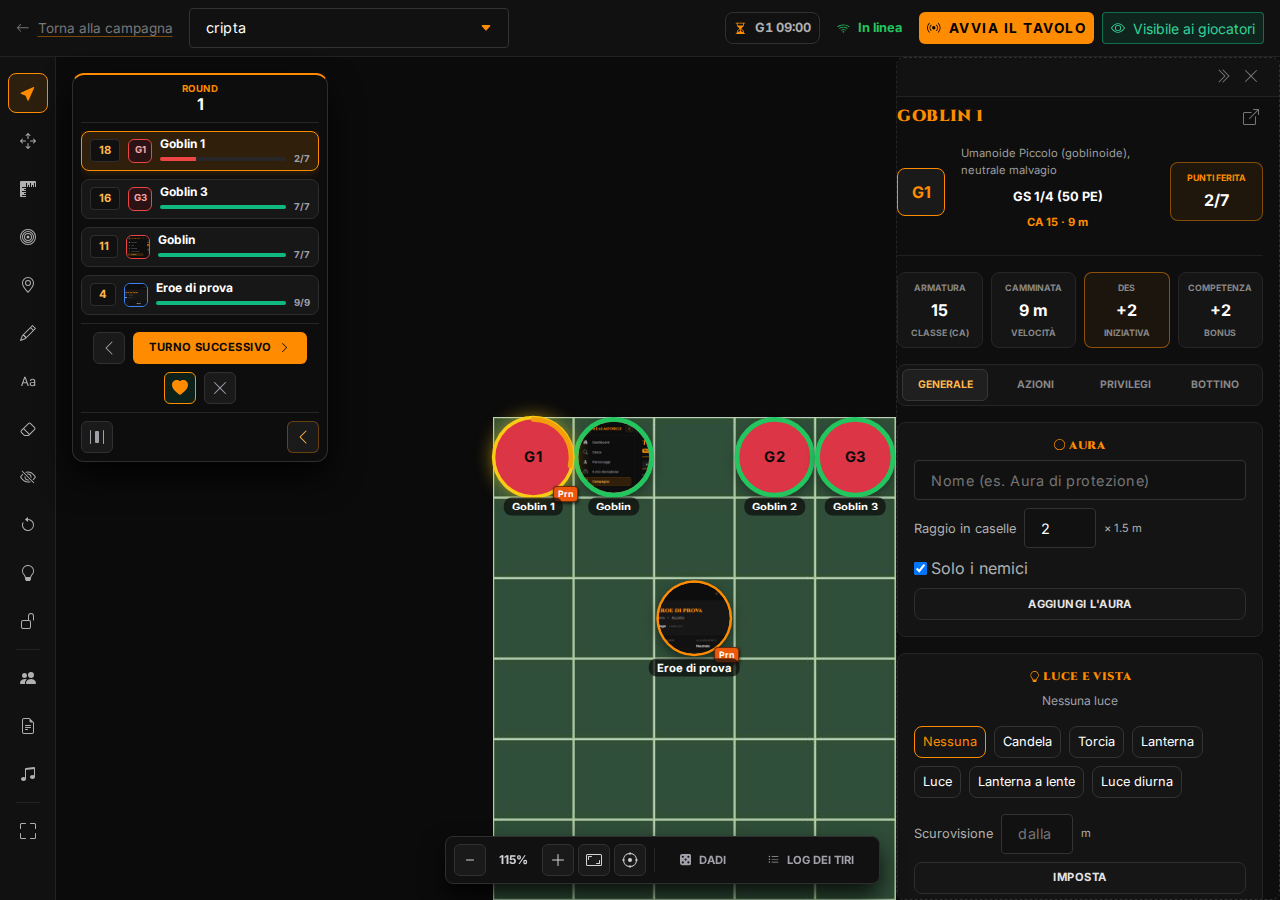 Torna alla campagna
cripta
G1 09:00
In linea
AVVIA IL TAVOLO
Visibile ai giocatori
ROUND
1
18 G1 Goblin 1 2/7
16 G3 Goblin 3 7/7
11 Goblin 7/7
4 Eroe di prova 9/9
TURNO SUCCESSIVO
Aa
G1
G2
G3
Prn
Goblin 1
Goblin
Goblin 2
Goblin 3
EROE DI PROVA
Prn
Eroe di prova
115%
DADI
LOG DEI TIRI
GOBLIN 1
G1
Umanoide Piccolo (goblinoide),
neutrale malvagio
GS 1/4 (50 PE)
CA 15 · 9 m
PUNTI FERITA
2/7
ARMATURA
15
CLASSE (CA)
CAMMINATA
9 m
VELOCITÀ
DES
+2
INIZIATIVA
COMPETENZA
+2
BONUS
GENERALE
AZIONI
PRIVILEGI
BOTTINO
AURA
Nome (es. Aura di protezione)
Raggio in caselle 2 × 1.5 m
Solo i nemici
AGGIUNGI L'AURA
LUCE E VISTA
Nessuna luce
Nessuna Candela Torcia Lanterna
Luce Lanterna a lente Luce diurna
Scurovisione dalla m
IMPOSTA